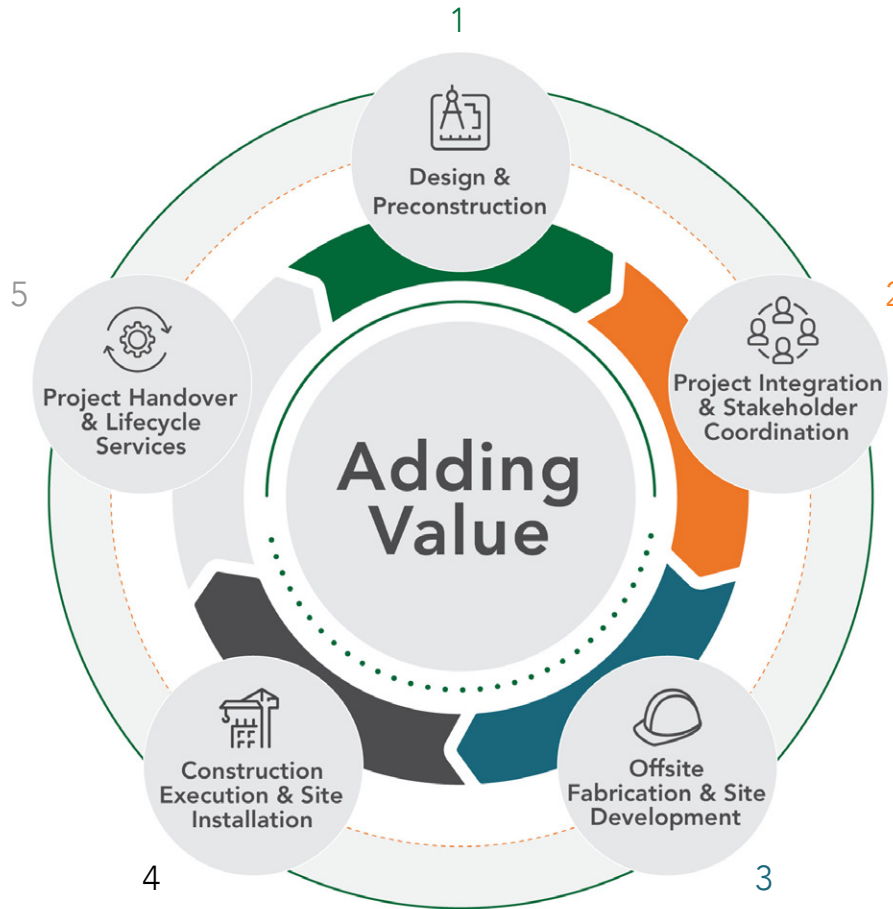 1
Design &
Preconstruction
2
Project Integration
& Stakeholder
Coordination
3
Offsite
Fabrication & Site
Development
4
Construction
Execution & Site
Installation
5
Project Handover
& Lifecycle
Services
Adding
Value